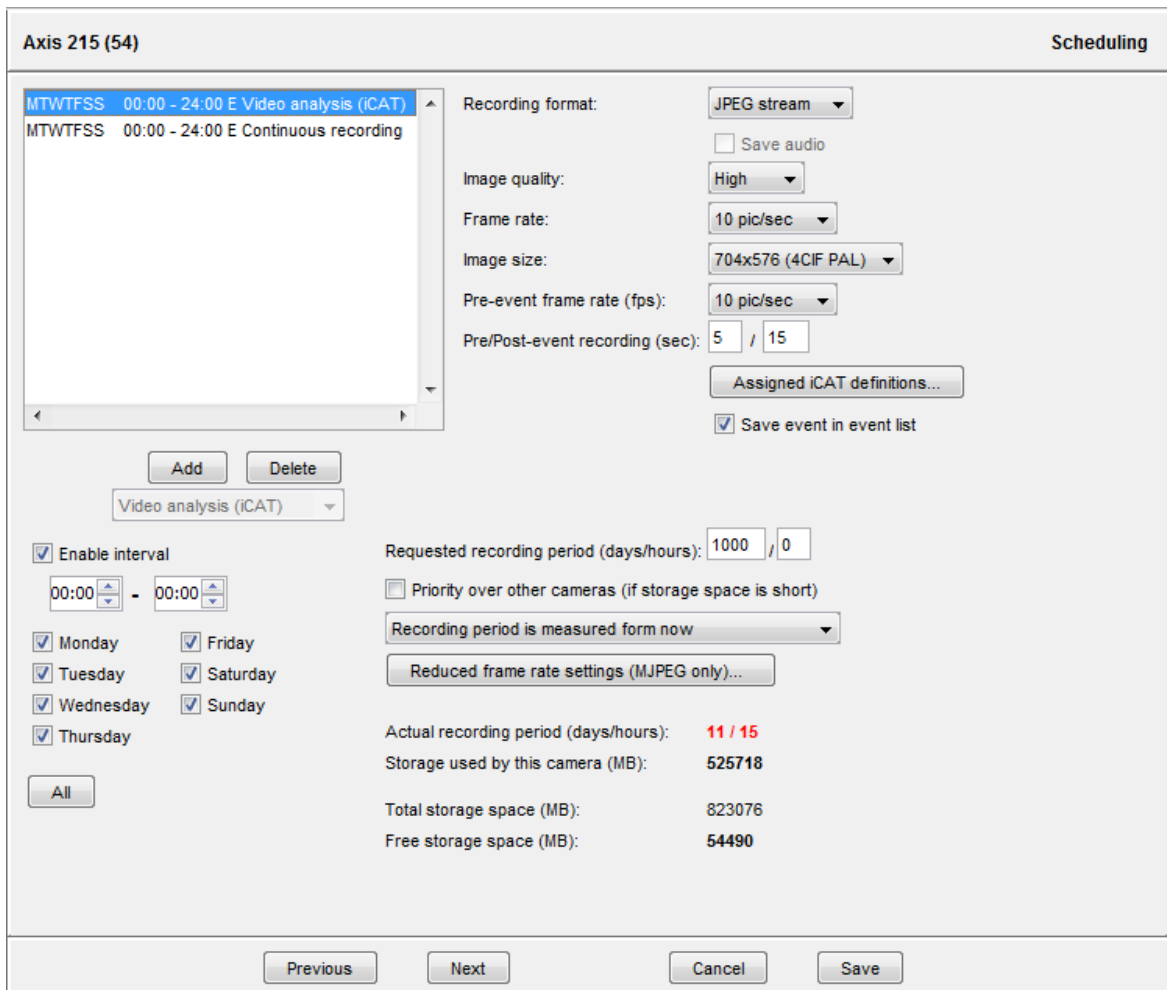 Axis 215 (54) Scheduling
MTWTFSS 00:00 - 24:00 E Video analysis (iCAT)
MTWTFSS 00:00 - 24:00 E Continuous recording
Recording format: JPEG stream
Save audio
Image quality: High
Frame rate: 10 pic/sec
Image size: 704x576 (4CIF PAL)
Pre-event frame rate (fps): 10 pic/sec
Pre/Post-event recording (sec): 5 / 15
Assigned iCAT definitions...
Save event in event list
Add Delete
Video analysis (iCAT)
Enable interval
00:00 - 00:00
Monday Friday
Tuesday Saturday
Wednesday Sunday
Thursday
All
Requested recording period (days/hours): 1000 / 0
Priority over other cameras (if storage space is short)
Recording period is measured form now
Reduced frame rate settings (MJPEG only)...
Actual recording period (days/hours): 11 / 15
Storage used by this camera (MB): 525718
Total storage space (MB): 823076
Free storage space (MB): 54490
Previous Next Cancel Save